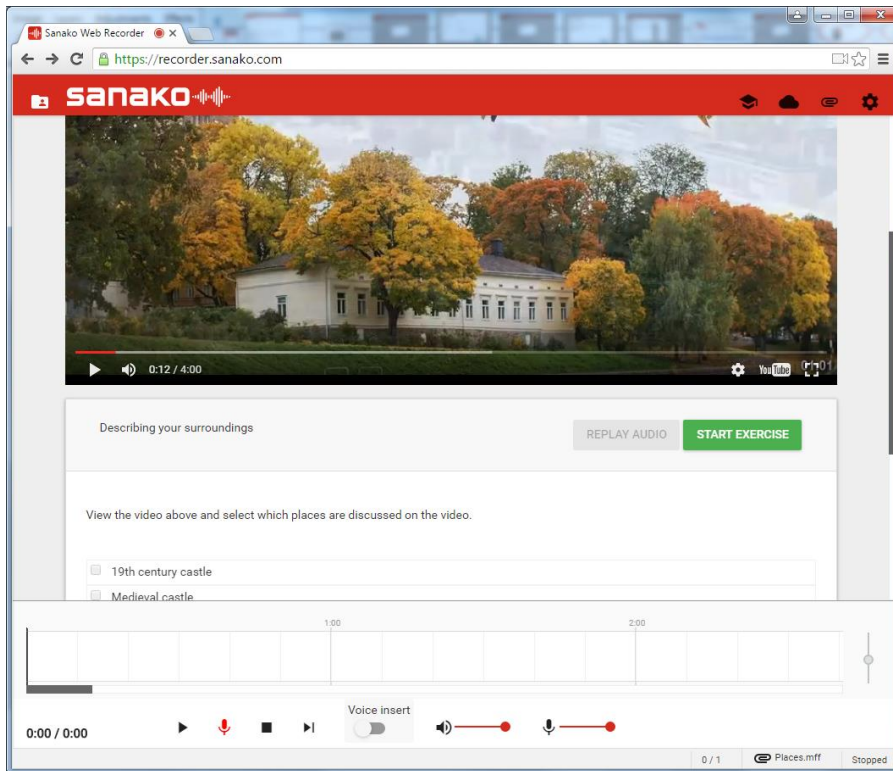 Sanako Web Recorder
https://recorder.sanako.com
sanako
0:12 / 4:00
YouTube
Describing your surroundings
REPLAY AUDIO
START EXERCISE
View the video above and select which places are discussed on the video.
19th century castle
Medieval castle
1:00
2:00
Voice insert
0:00 / 0:00
0 / 1
Places.mff
Stopped